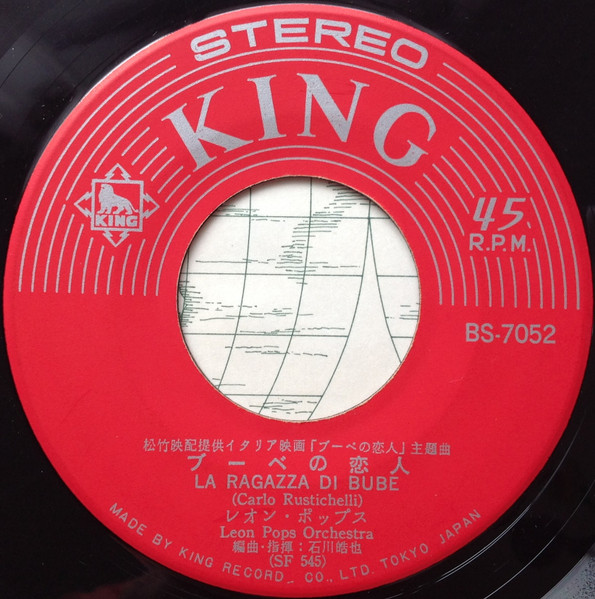 STEREO
KING
KING
45
R.P.M.
BS-7052
松竹映配提供イタリア映画「ブーベの恋人」主題曲
ブーベの恋人
LA RAGAZZA DI BUBE
(Carlo Rustichelli)
レオン・ポップス
Leon Pops Orchestra
編曲・指揮：石川皓也
(SF 545)
MADE BY KING RECORD CO., LTD. TOKYO JAPAN